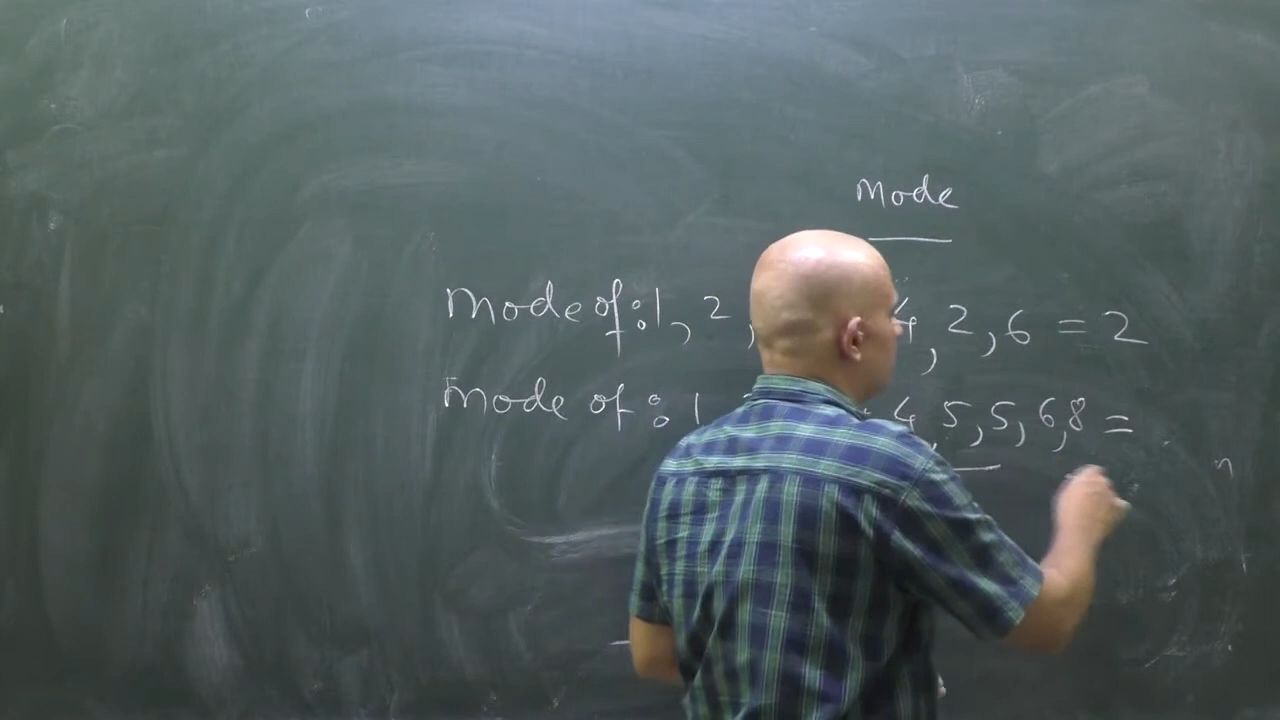 Mode
Mode of : 1, 2, 4, 2, 6 = 2
Mode of : 1 4, 5, 5, 6, 8 =
n